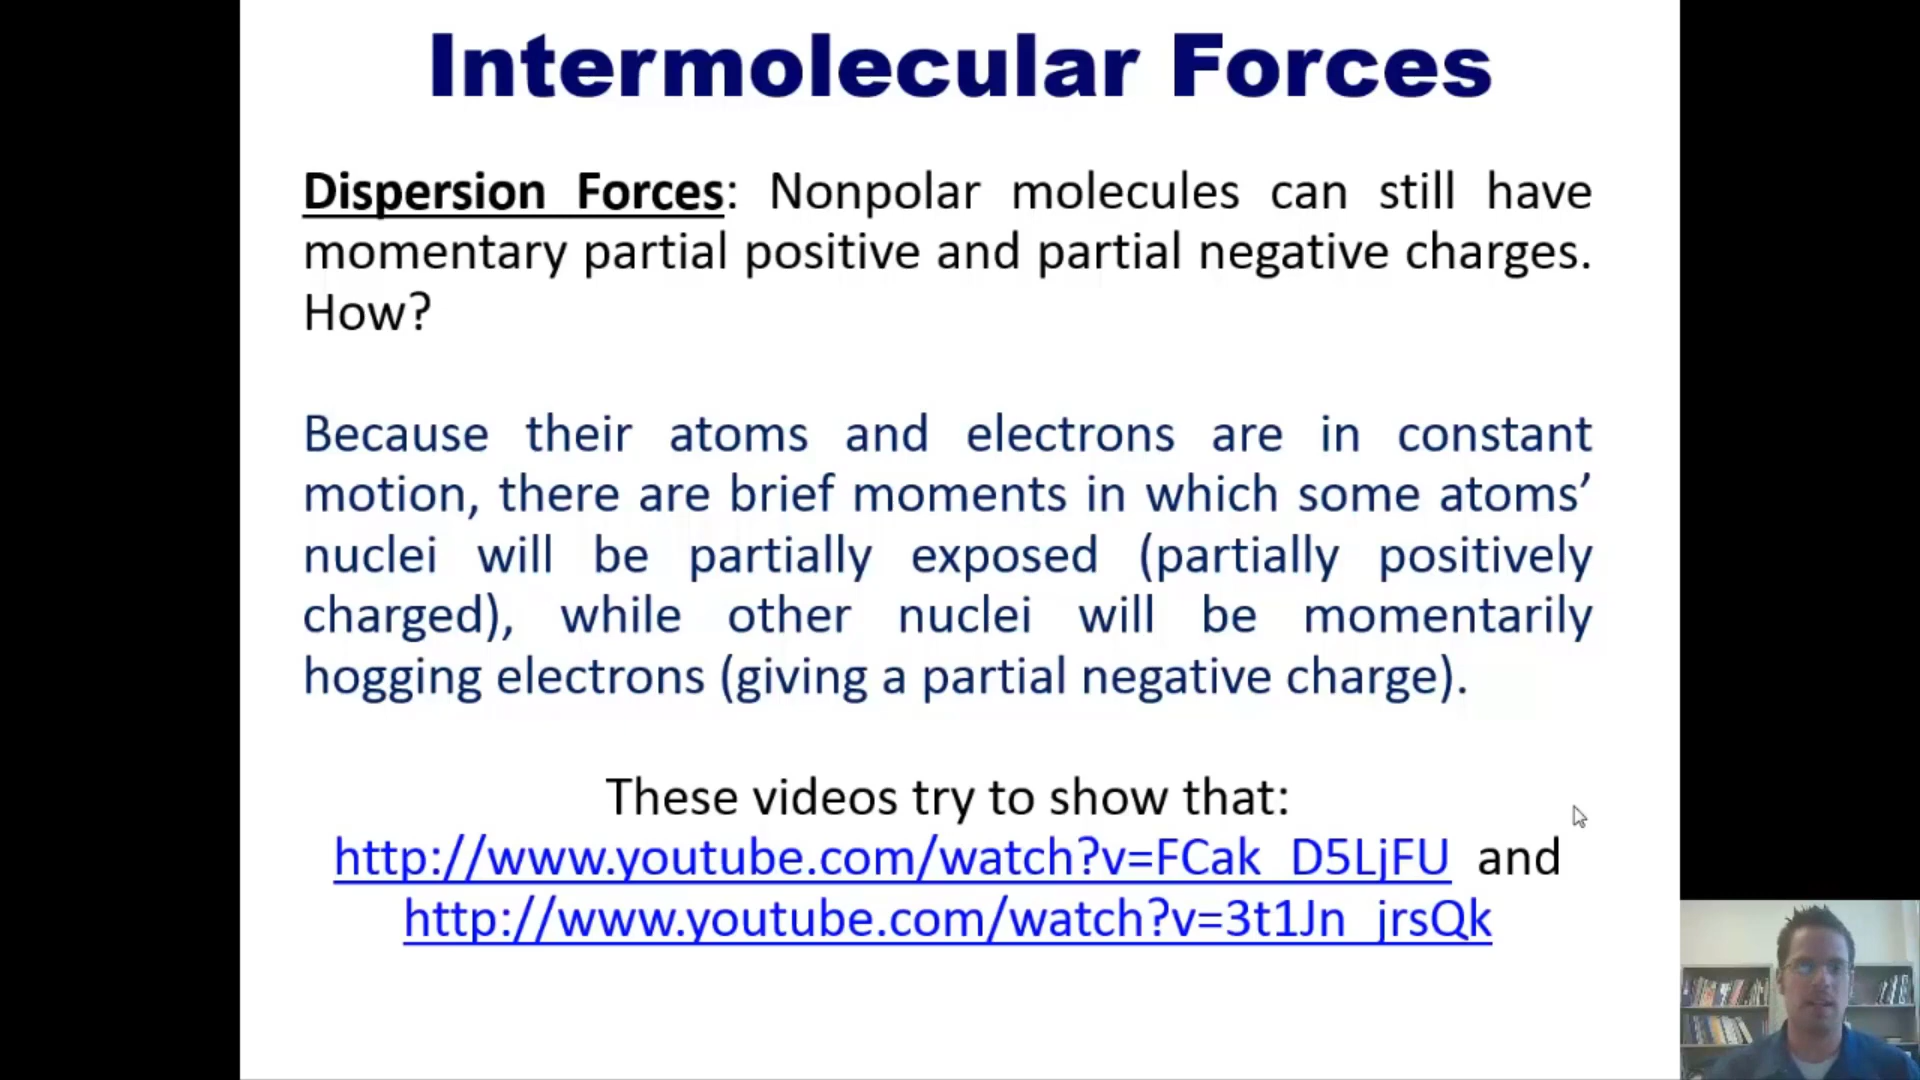 Intermolecular Forces
Dispersion Forces: Nonpolar molecules can still have
momentary partial positive and partial negative charges.
How?
Because their atoms and electrons are in constant
motion, there are brief moments in which some atoms’
nuclei will be partially exposed (partially positively
charged), while other nuclei will be momentarily
hogging electrons (giving a partial negative charge).
These videos try to show that:
http://www.youtube.com/watch?v=FCak_D5LjFU and
http://www.youtube.com/watch?v=3t1Jn_jrsQk